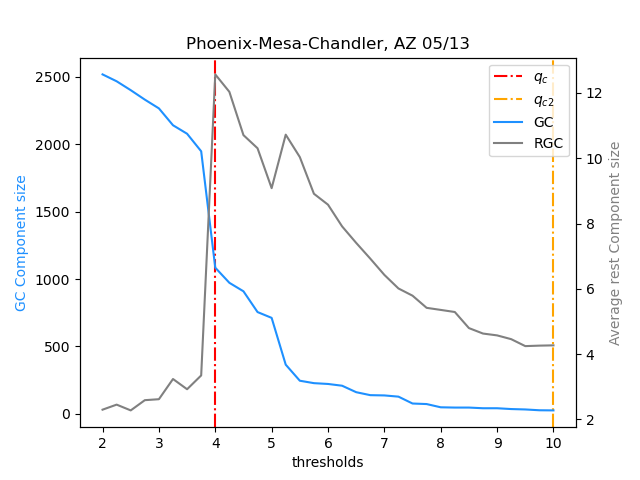 Phoenix-Mesa-Chandler, AZ 05/13
GC Component size
2500
2000
1500
1000
500
0
2 3 4 5 6 7 8 9 10
thresholds
12
10
8
6
4
2
Average rest Component size
q_c
q_{c2}
GC
RGC